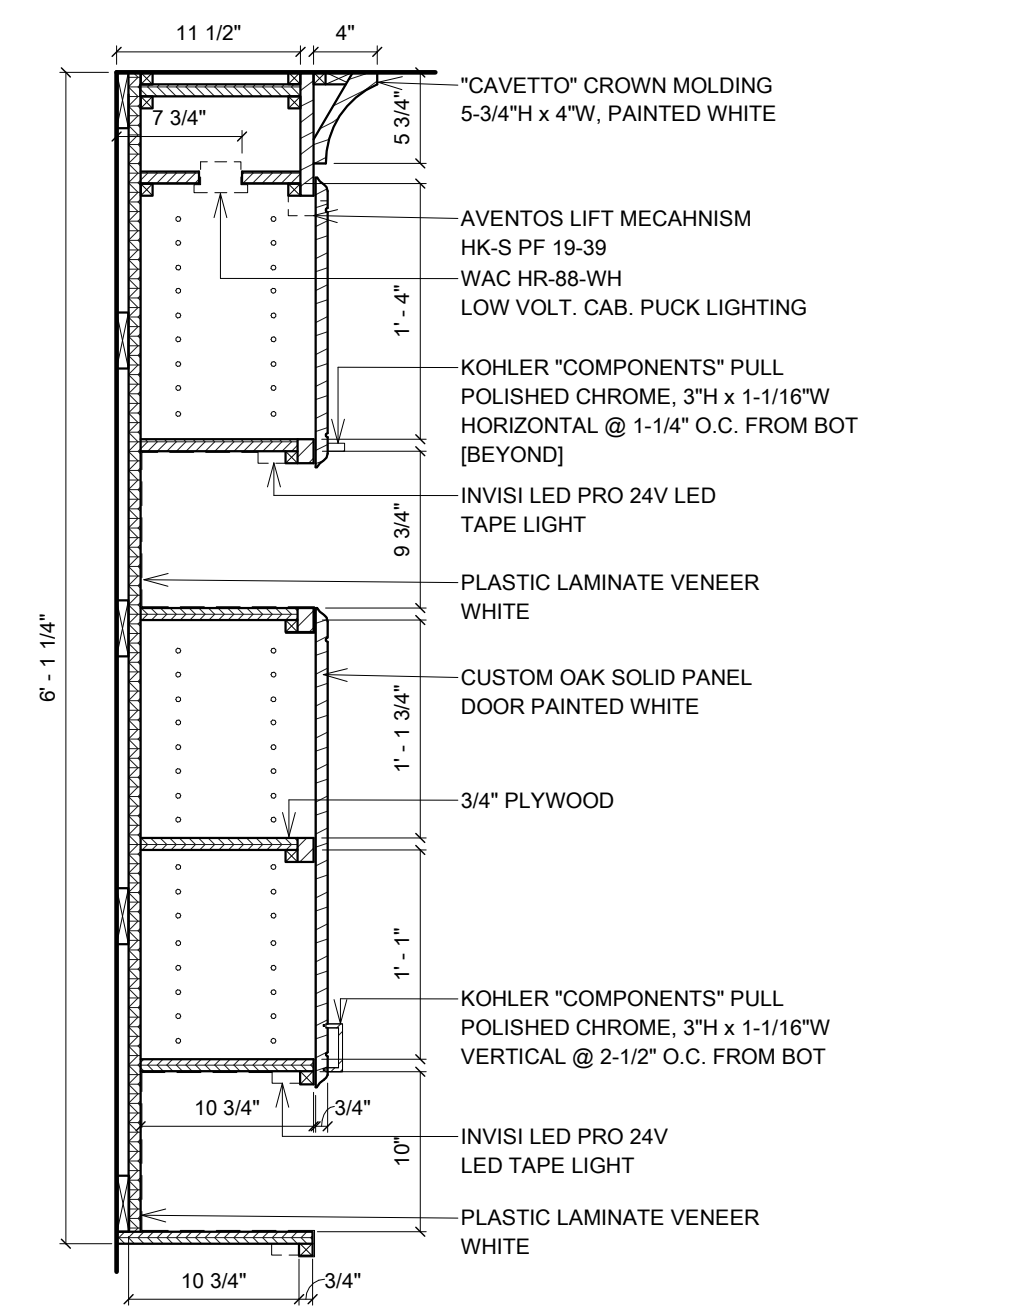 11 1/2"
4"
"CAVETTO" CROWN MOLDING
5-3/4"H x 4"W, PAINTED WHITE
5 3/4"
7 3/4"
AVENTOS LIFT MECAHNISM
HK-S PF 19-39
WAC HR-88-WH
LOW VOLT. CAB. PUCK LIGHTING
1' - 4"
KOHLER "COMPONENTS" PULL
POLISHED CHROME, 3"H x 1-1/16"W
HORIZONTAL @ 1-1/4" O.C. FROM BOT
[BEYOND]
INVISI LED PRO 24V LED
TAPE LIGHT
9 3/4"
PLASTIC LAMINATE VENEER
WHITE
6' - 1 1/4"
CUSTOM OAK SOLID PANEL
DOOR PAINTED WHITE
1' - 1 3/4"
3/4" PLYWOOD
1' - 1"
KOHLER "COMPONENTS" PULL
POLISHED CHROME, 3"H x 1-1/16"W
VERTICAL @ 2-1/2" O.C. FROM BOT
10 3/4"
3/4"
10"
INVISI LED PRO 24V
LED TAPE LIGHT
PLASTIC LAMINATE VENEER
WHITE
10 3/4"
3/4"